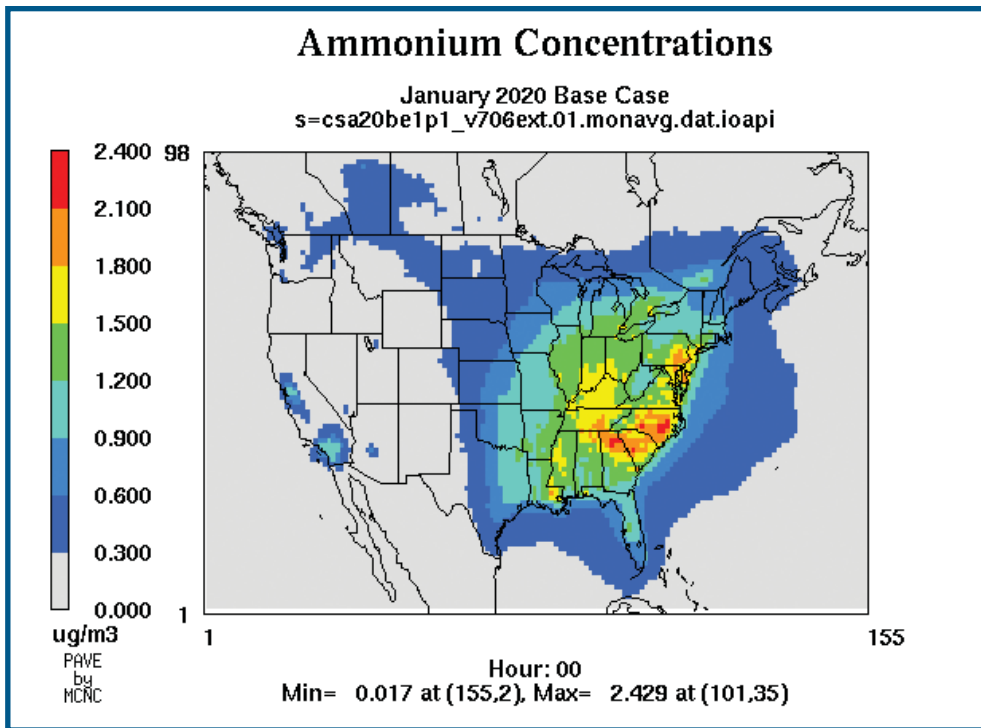 Ammonium Concentrations
January 2020 Base Case
s=csa20be1p1_v706ext.01.monavg.dat.ioapi
2.400
98
2.100
1.800
1.500
1.200
0.900
0.600
0.300
0.000
1
ug/m3
1
155
PAVE
by
MCNC
Hour: 00
Min= 0.017 at (155,2), Max= 2.429 at (101,35)